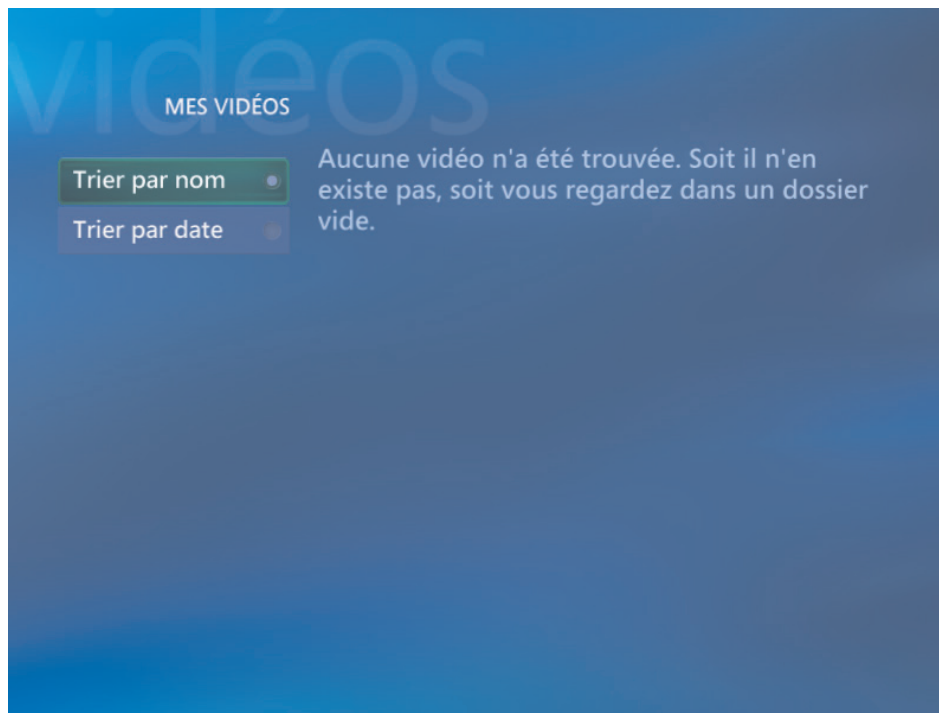 vidéos
MES VIDÉOS
Trier par nom
Trier par date
Aucune vidéo n'a été trouvée. Soit il n'en
existe pas, soit vous regardez dans un dossier
vide.